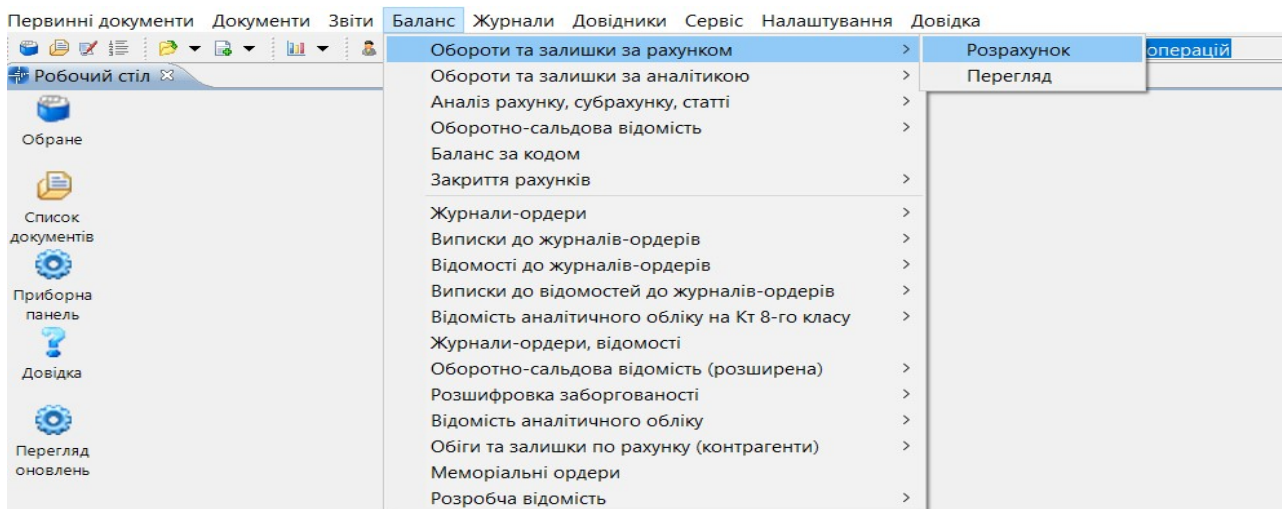 Первинні документи Документи Звіти Баланс Журнали Довідники Сервіс Налаштування Довідка
Робочий стіл
Обране
Список
документів
Приборна
панель
Довідка
Перегляд
оновлень
Обороти та залишки за рахунком
Обороти та залишки за аналітикою
Аналіз рахунку, субрахунку, статті
Оборотно-сальдова відомість
Баланс за кодом
Закриття рахунків
Журнали-ордери
Виписки до журналів-ордерів
Відомості до журналів-ордерів
Виписки до відомостей до журналів-ордерів
Відомість аналітичного обліку на Кт 8-го класу
Журнали-ордери, відомості
Оборотно-сальдова відомість (розширена)
Розшифровка заборгованості
Відомість аналітичного обліку
Обіги та залишки по рахунку (контрагенти)
Меморіальні ордери
Розробча відомість
Розрахунок
Перегляд
операцій